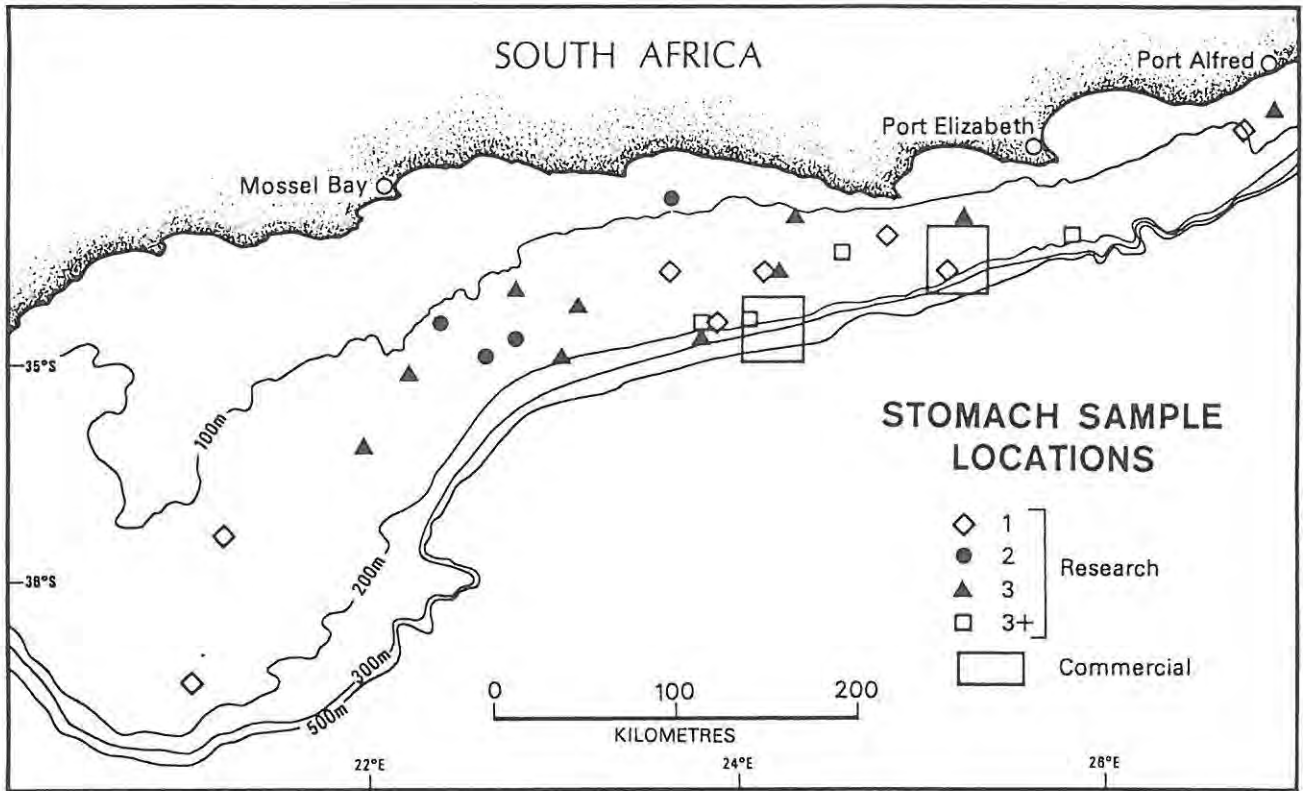 SOUTH AFRICA
Port Alfred
Port Elizabeth
Mossel Bay
35°S
100m
38°S
200m
300m
500m
STOMACH SAMPLE
LOCATIONS
1
2
3
3+
Research
Commercial
0 100 200
KILOMETRES
22°E 24°E 26°E